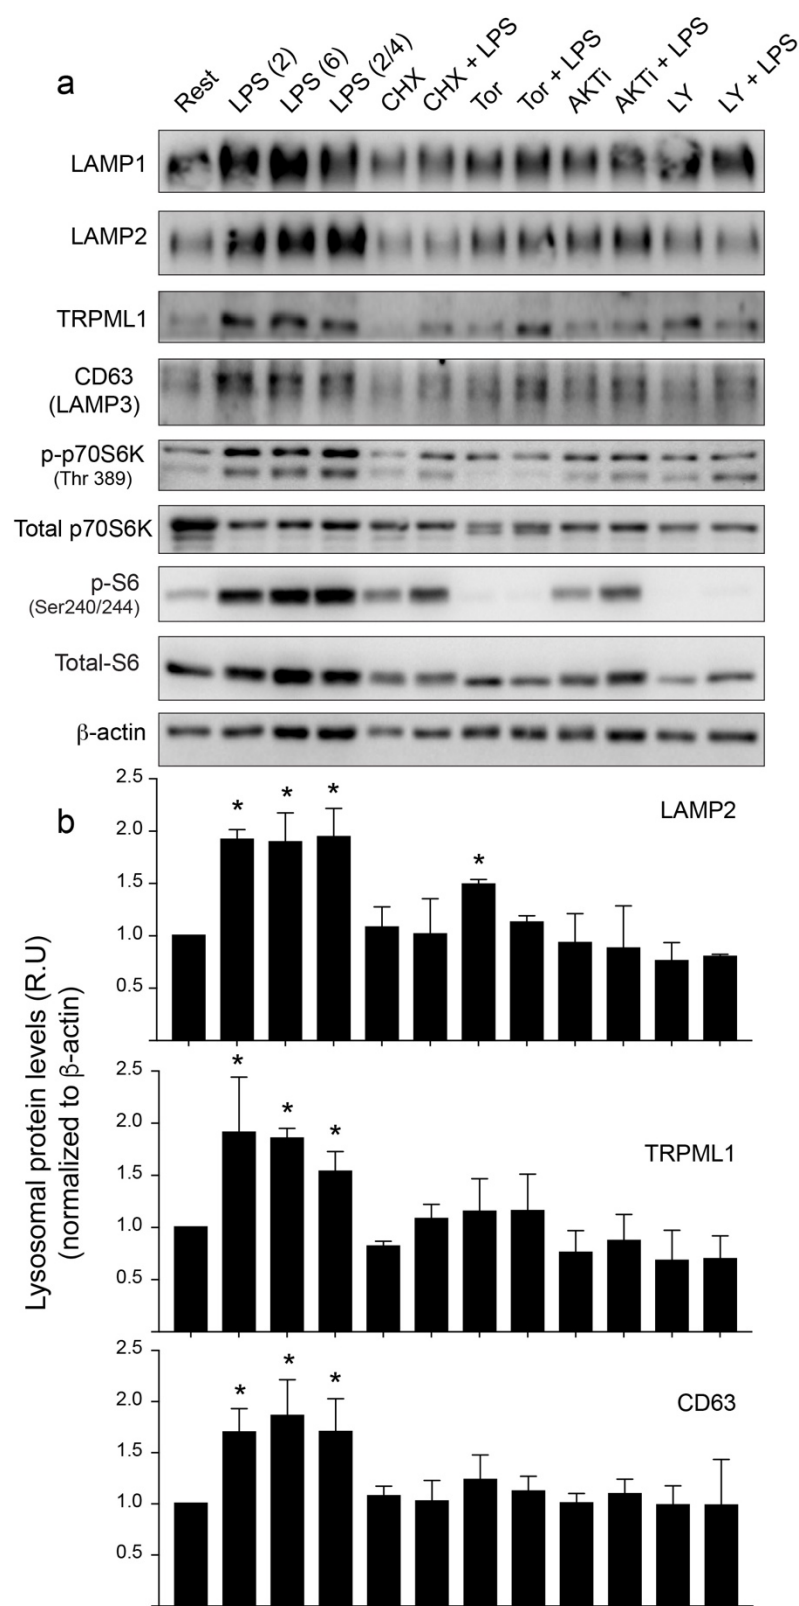 a
Rest
LPS (2)
LPS (6)
LPS (2/4)
CHX
CHX + LPS
Tor
Tor + LPS
AKTi
AKTi + LPS
LY
LY + LPS
LAMP1
LAMP2
TRPML1
CD63
(LAMP3)
p-p70S6K
(Thr 389)
Total p70S6K
p-S6
(Ser240/244)
Total-S6
β-actin
b
Lysosomal protein levels (R.U)
(normalized to β-actin)
2.5
2.0
1.5
1.0
0.5
* * * *
LAMP2
2.5
2.0
1.5
1.0
0.5
* * *
TRPML1
2.5
2.0
1.5
1.0
0.5
* * *
CD63